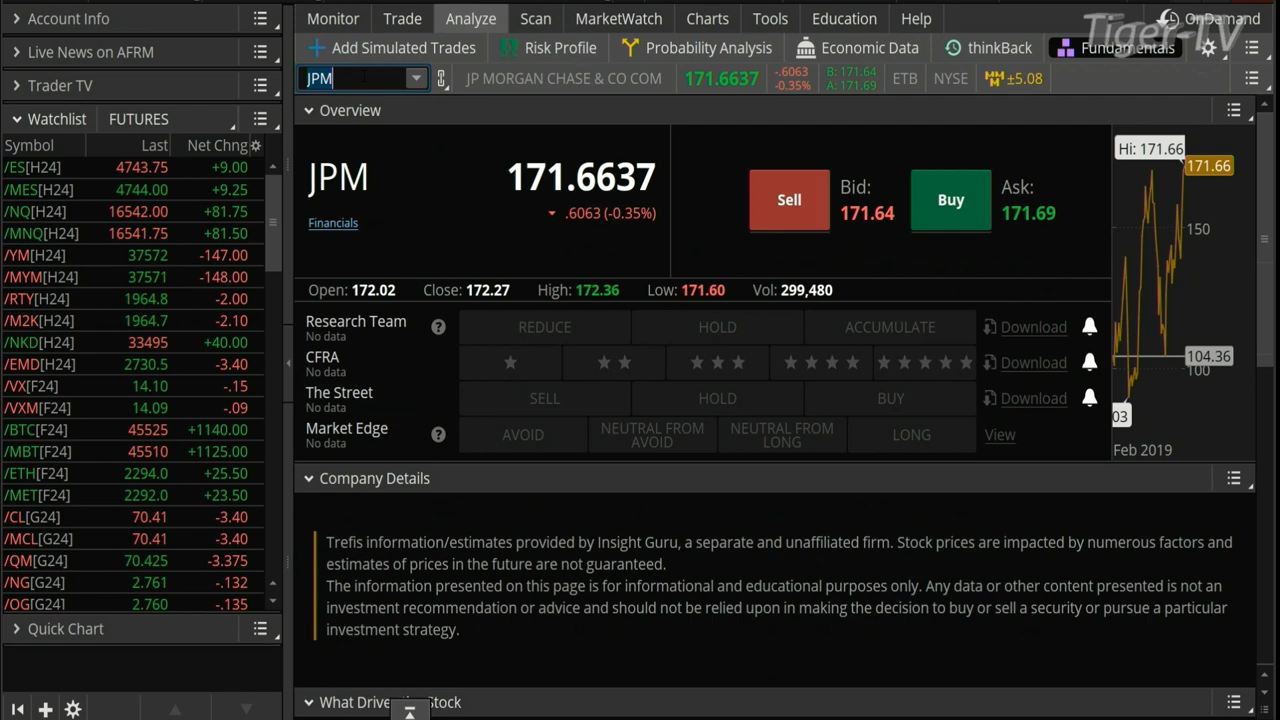 Account Info
Live News on AFRM
Trader TV
Watchlist FUTURES
Symbol Last Net Chng
/ES[H24] 4743.75 +9.00
/MES[H24] 4744.00 +9.25
/NQ[H24] 16542.00 +81.75
/MNQ[H24] 16541.75 +81.50
/YM[H24] 37572 -147.00
/MYM[H24] 37571 -148.00
/RTY[H24] 1964.8 -2.00
/M2K[H24] 1964.7 -2.10
/NKD[H24] 33495 +40.00
/EMD[H24] 2730.5 -3.40
/VX[F24] 14.10 -.15
/VXM[F24] 14.09 -.09
/BTC[F24] 45525 +1140.00
/MBT[F24] 45510 +1125.00
/ETH[F24] 2294.0 +25.50
/MET[F24] 2292.0 +23.50
/CL[G24] 70.41 -3.40
/MCL[G24] 70.41 -3.40
/QM[G24] 70.425 -3.375
/NG[G24] 2.761 -.132
/QG[G24] 2.760 -.135
Quick Chart
Monitor Trade Analyze Scan MarketWatch Charts Tools Education Help
OnDemand
Tiger-TV
Add Simulated Trades Risk Profile Probability Analysis Economic Data thinkBack Fundamentals
JPM JP MORGAN CHASE & CO COM 171.6637 -.6063 -0.35% B: 171.64 A: 171.69 ETB NYSE ±5.08
Overview
JPM 171.6637
.6063 (-0.35%)
Financials
Sell Bid: 171.64 Buy Ask: 171.69
Open: 172.02 Close: 172.27 High: 172.36 Low: 171.60 Vol: 299,480
Research Team
No data
REDUCE HOLD ACCUMULATE Download
CFRA
No data
Download
The Street
No data
SELL HOLD BUY Download
Market Edge
No data
AVOID NEUTRAL FROM AVOID NEUTRAL FROM LONG LONG View
Hi: 171.66
171.66
150
104.36
100
03
Feb 2019
Company Details
Trefis information/estimates provided by Insight Guru, a separate and unaffiliated firm. Stock prices are impacted by numerous factors and
estimates of prices in the future are not guaranteed.
The information presented on this page is for informational and educational purposes only. Any data or other content presented is not an
investment recommendation or advice and should not be relied upon in making the decision to buy or sell a security or pursue a particular
investment strategy.
What Drive Stock